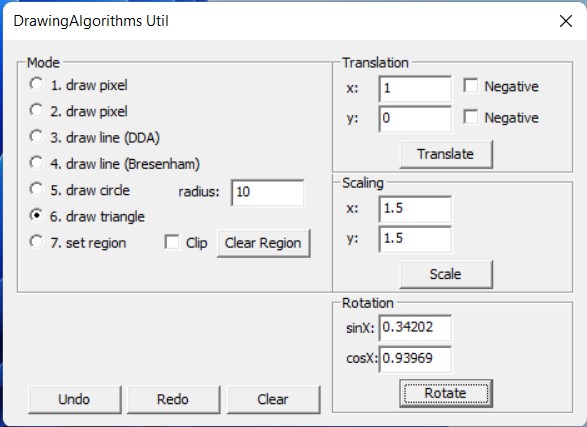 DrawingAlgorithms Util
Mode
1. draw pixel
2. draw pixel
3. draw line (DDA)
4. draw line (Bresenham)
5. draw circle radius: 10
6. draw triangle
7. set region Clip Clear Region
Translation
x: 1 Negative
y: 0 Negative
Translate
Scaling
x: 1.5
y: 1.5
Scale
Rotation
sinX: 0.34202
cosX: 0.93969
Rotate
Undo Redo Clear